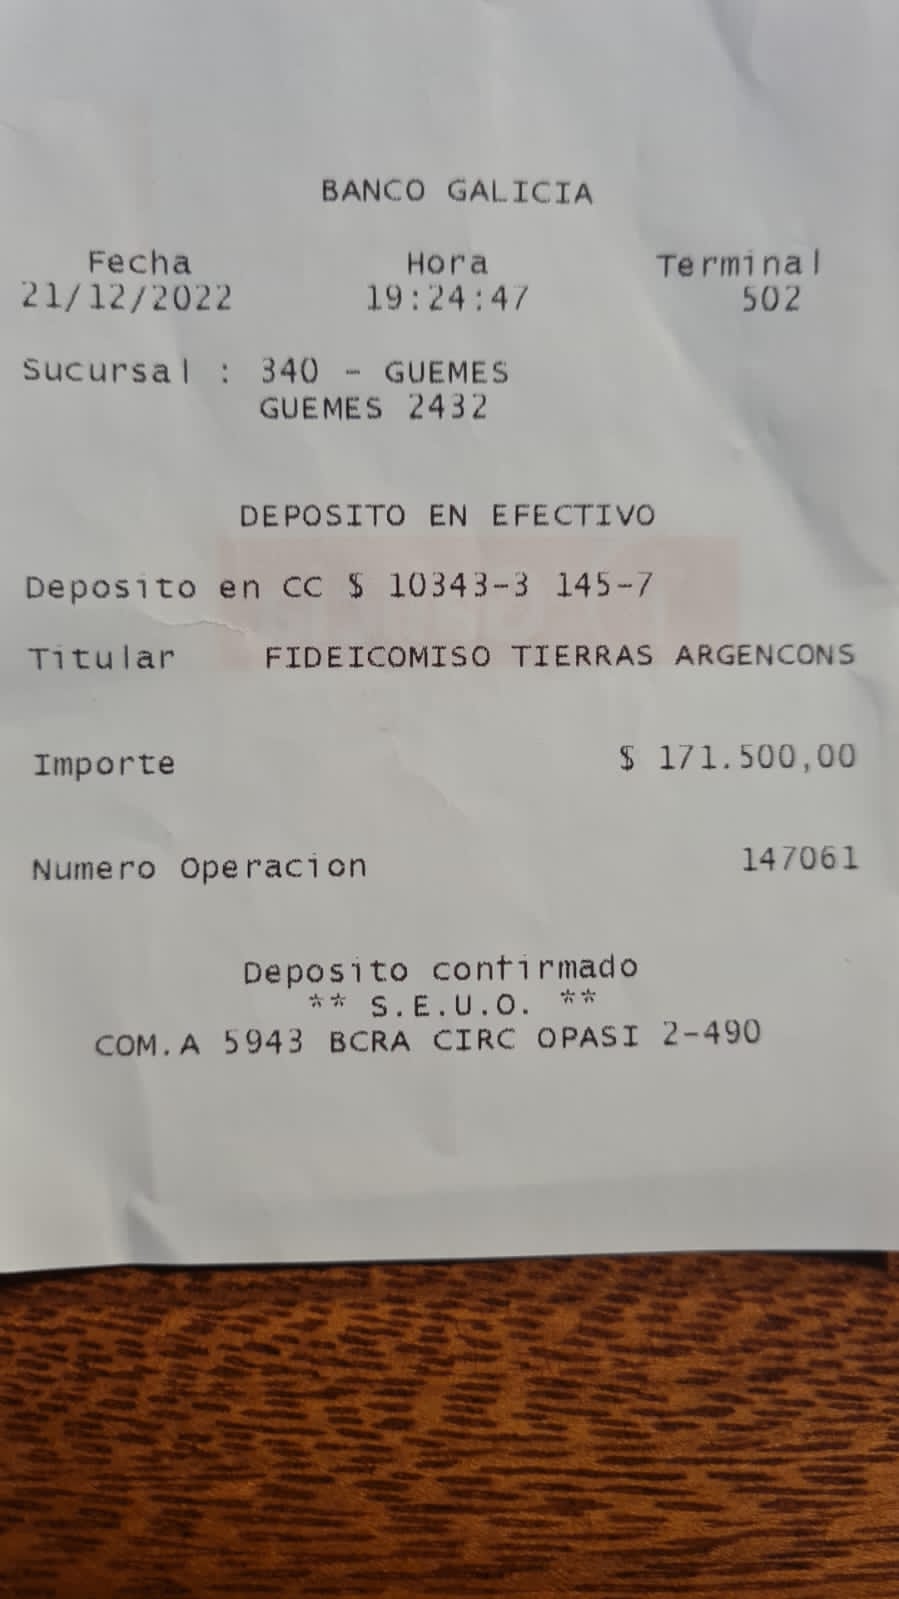 BANCO GALICIA
Fecha Hora Terminal
21/12/2022 19:24:47 502
Sucursal : 340 - GUEMES
GUEMES 2432
DEPOSITO EN EFECTIVO
Deposito en CC $ 10343-3 145-7
Titular FIDEICOMISO TIERRAS ARGENCONS
Importe $ 171.500,00
Numero Operacion 147061
Deposito confirmado
** S.E.U.O. **
COM.A 5943 BCRA CIRC OPASI 2-490